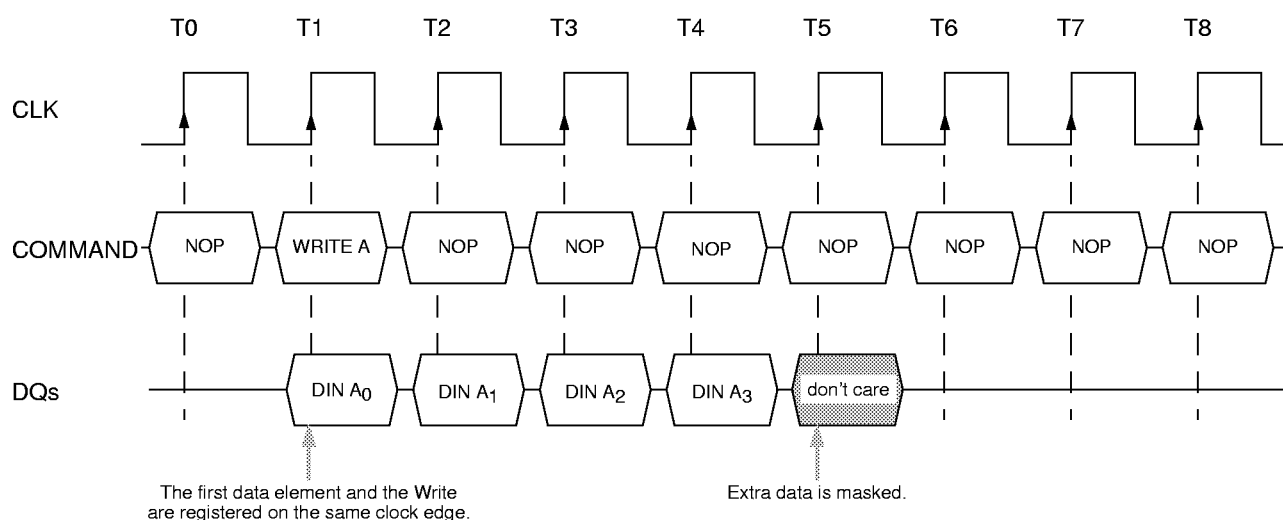 T0 T1 T2 T3 T4 T5 T6 T7 T8
CLK
COMMAND NOP WRITE A NOP NOP NOP NOP NOP NOP NOP
DQs DIN A0 DIN A1 DIN A2 DIN A3 don't care
The first data element and the Write
are registered on the same clock edge.
Extra data is masked.